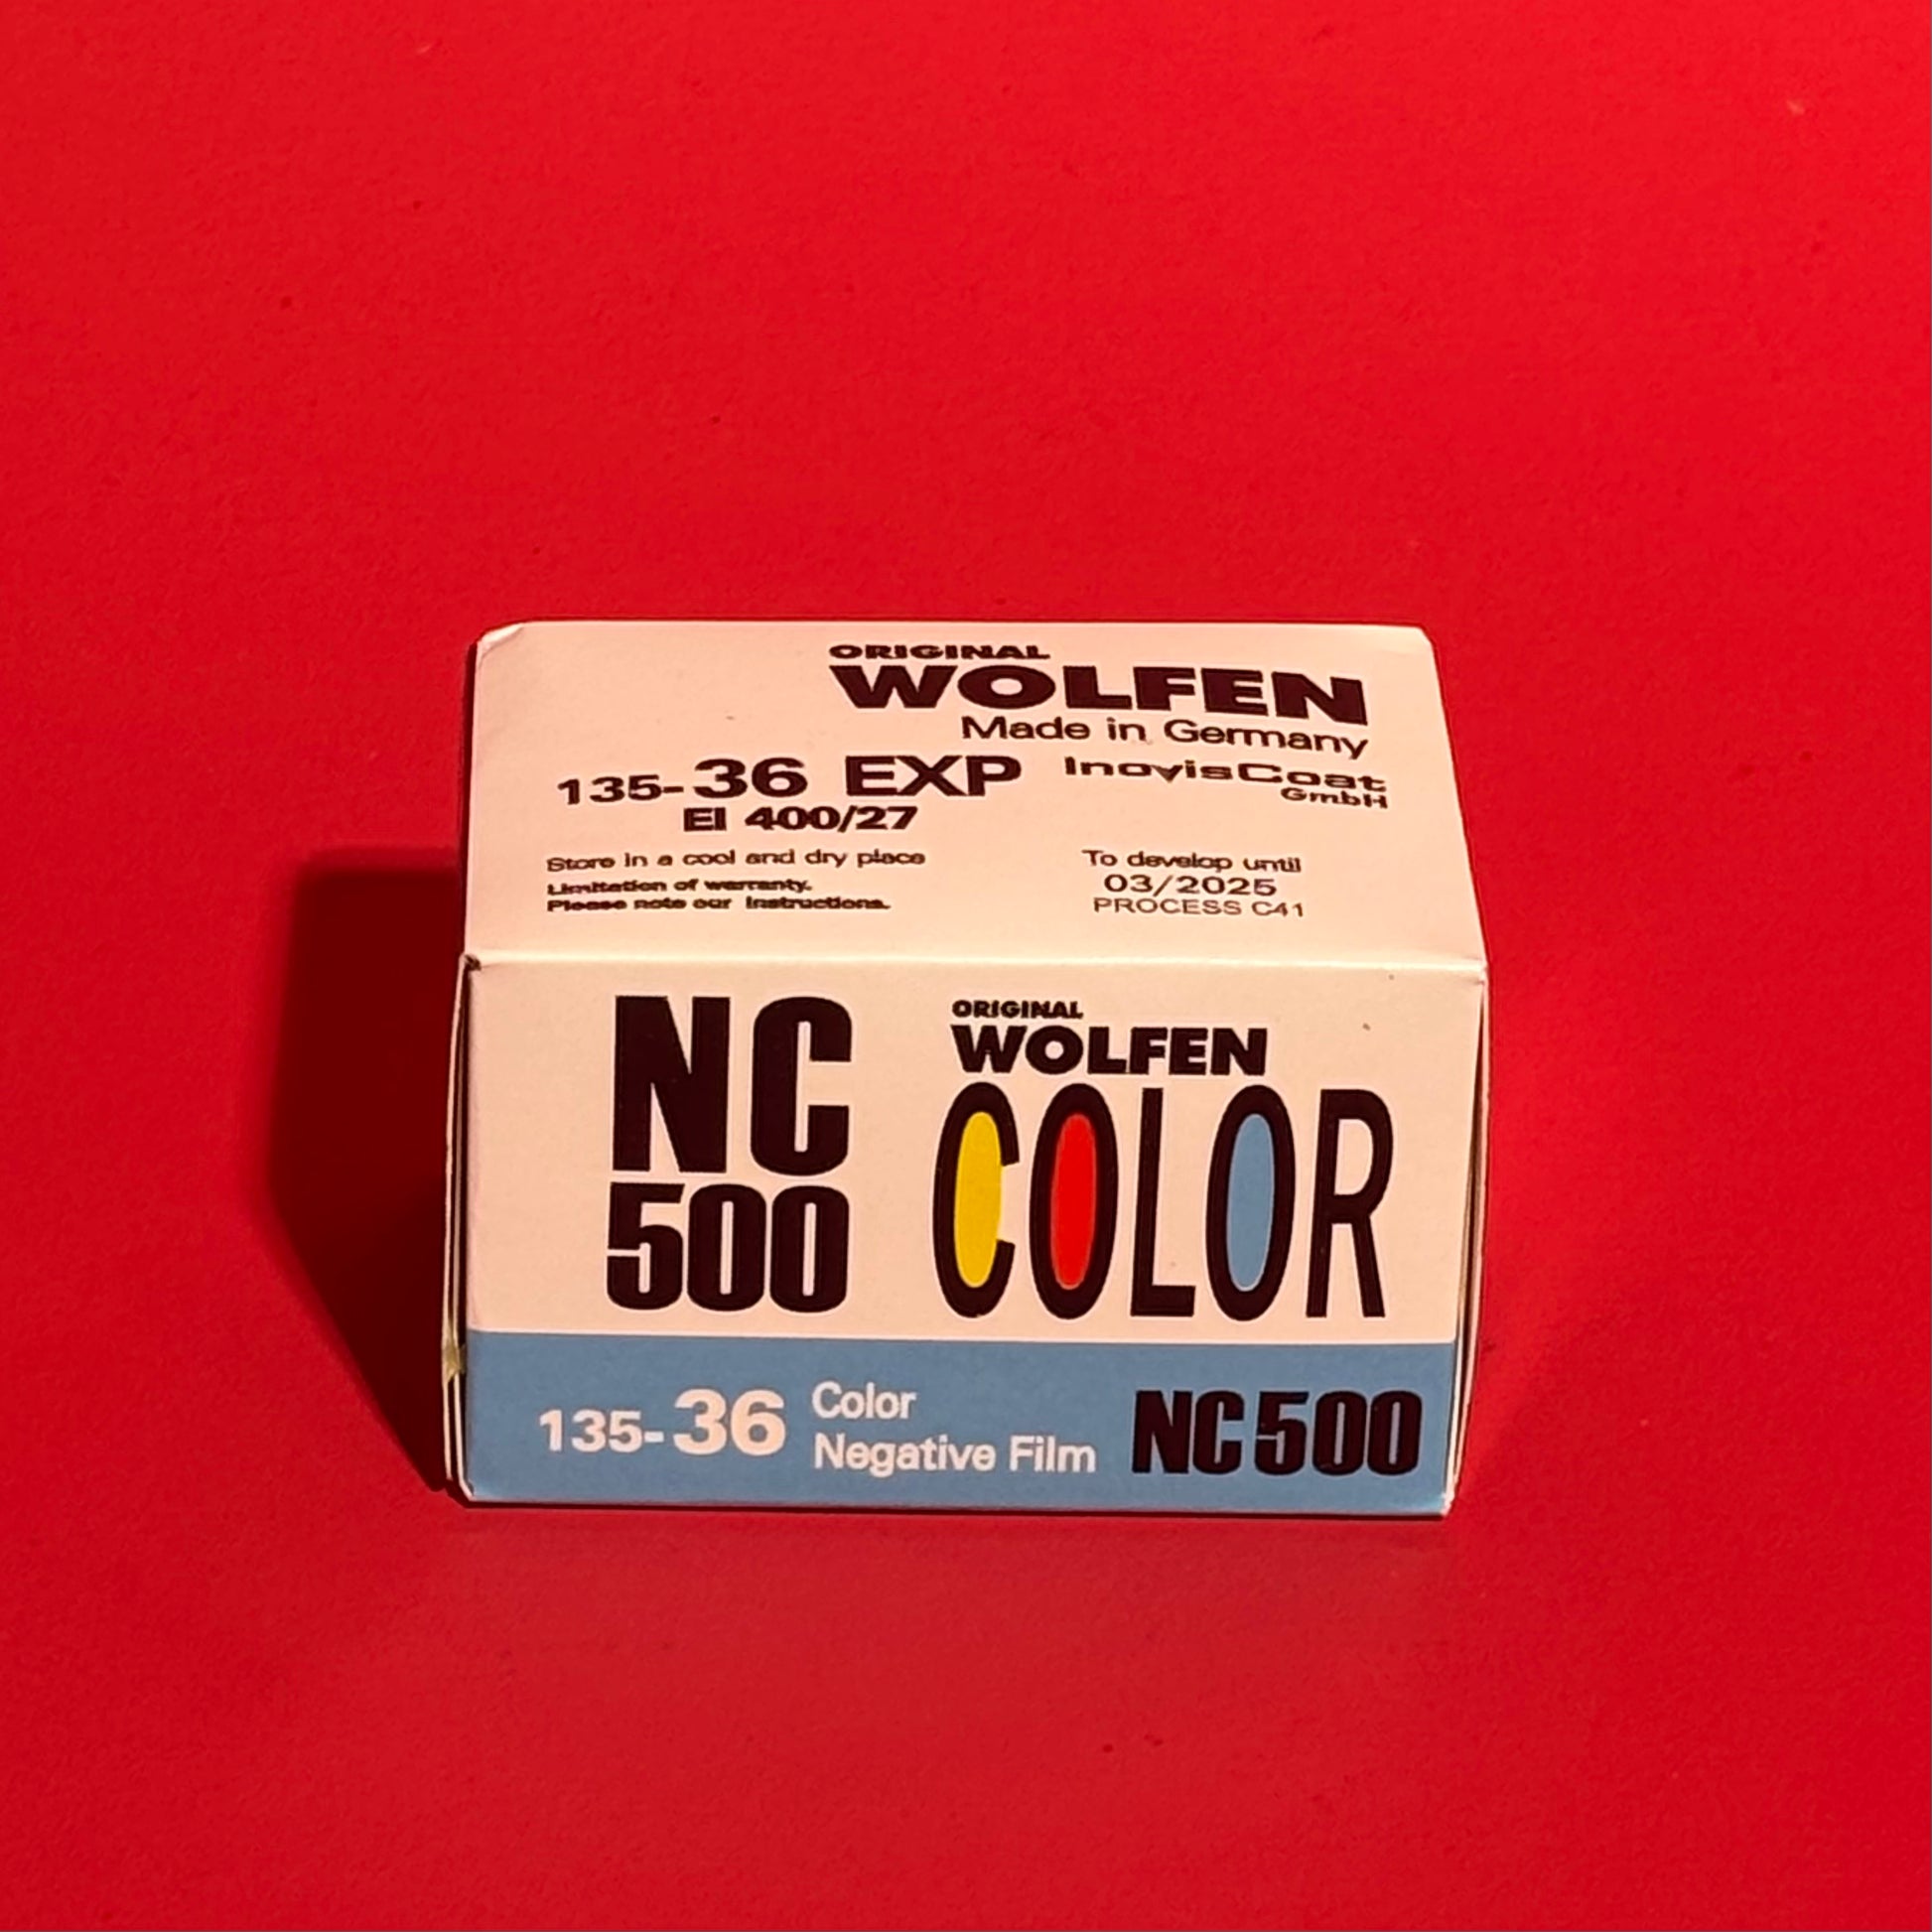 ORIGINAL
WOLFEN
Made in Germany
135-36 EXP
InovisCoat
GmbH
EI 400/27
Store in a cool and dry place
Limitation of warranty.
Please note our instructions.
To develop until
03/2025
PROCESS C41
NC
500
ORIGINAL
WOLFEN
COLOR
135-36
Color
Negative Film
NC500